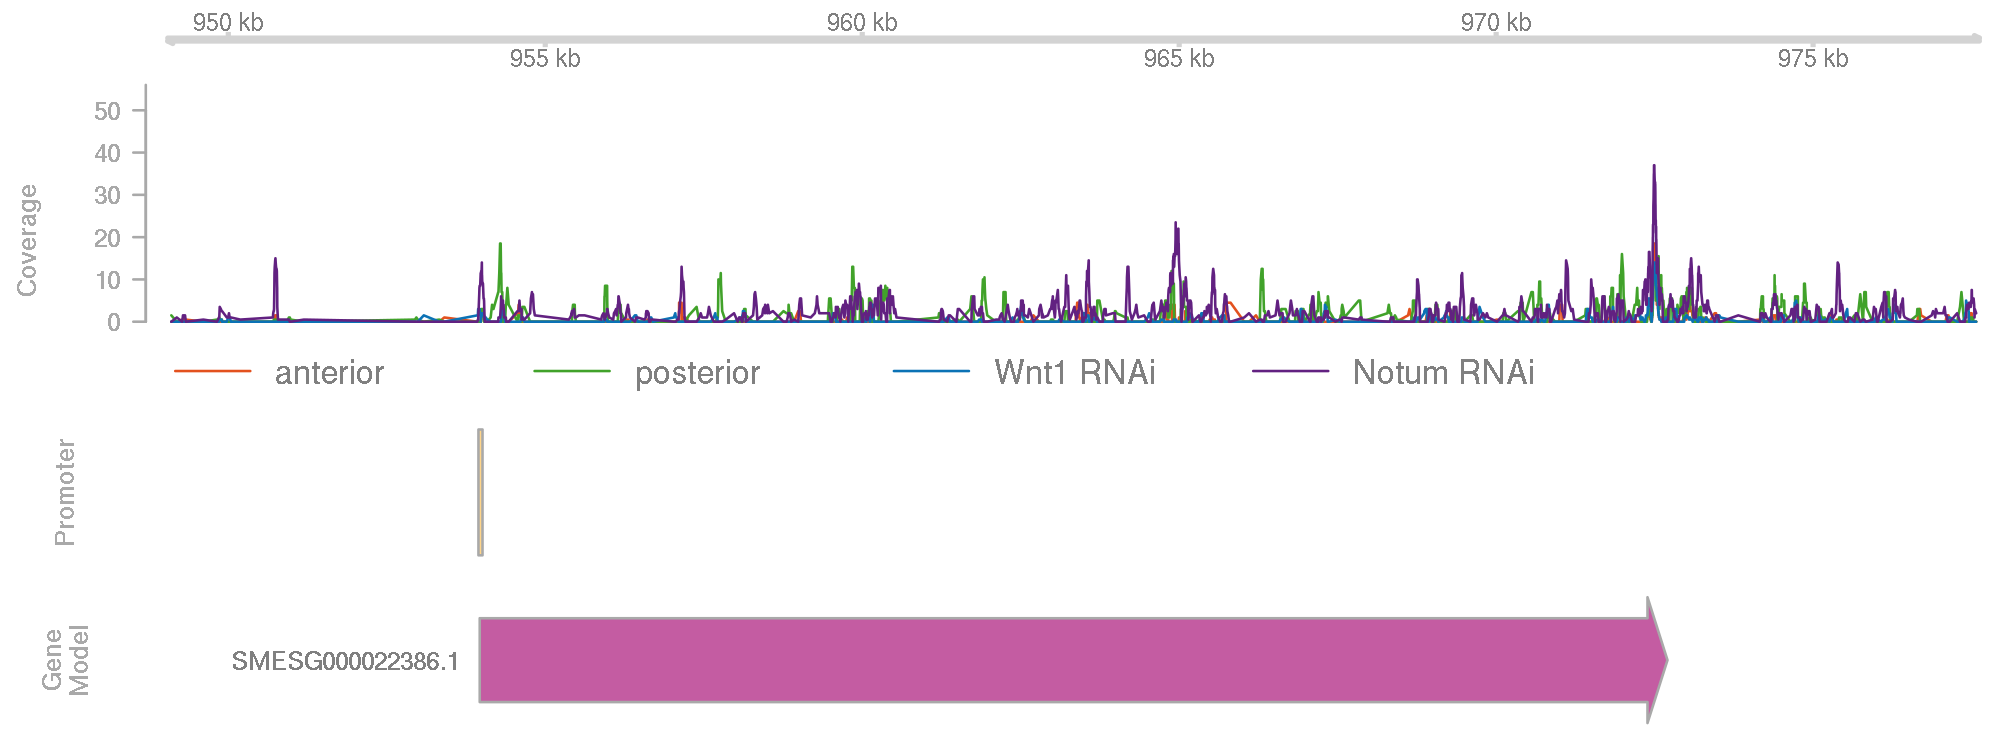 950 kb 960 kb 970 kb
955 kb 965 kb 975 kb
Coverage
50
40
30
20
10
0
anterior posterior Wnt1 RNAi Notum RNAi
Promoter
Gene
Model
SMESG000022386.1